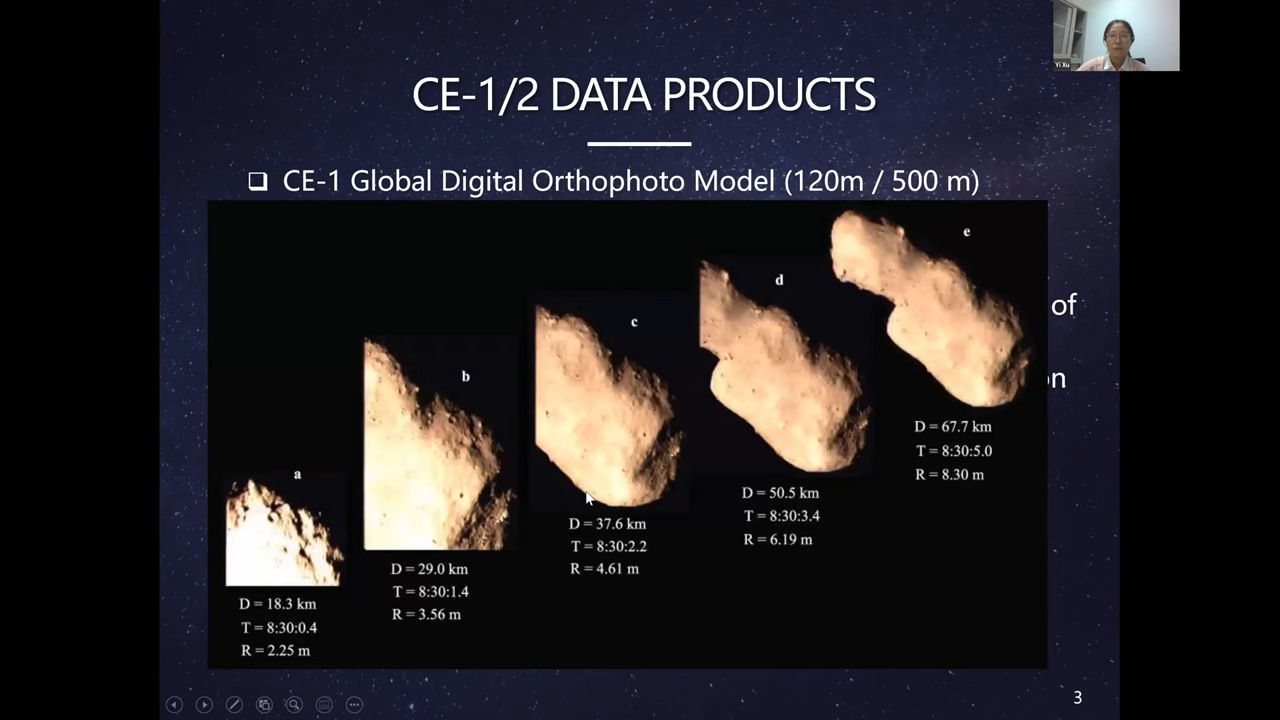 Yi Xu
CE-1/2 DATA PRODUCTS
CE-1 Global Digital Orthophoto Model (120m / 500 m)
of
a
D = 18.3 km
T = 8:30:0.4
R = 2.25 m
b
D = 29.0 km
T = 8:30:1.4
R = 3.56 m
c
D = 37.6 km
T = 8:30:2.2
R = 4.61 m
d
D = 50.5 km
T = 8:30:3.4
R = 6.19 m
e
D = 67.7 km
T = 8:30:5.0
R = 8.30 m
3